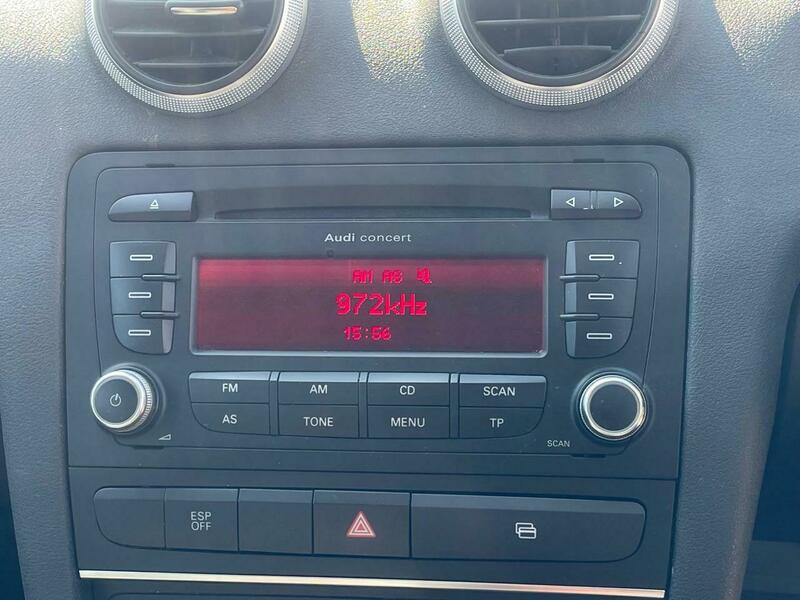 Audi concert
AM AS
972kHz
15:56
FM AM CD SCAN
AS TONE MENU TP
SCAN
ESP
OFF